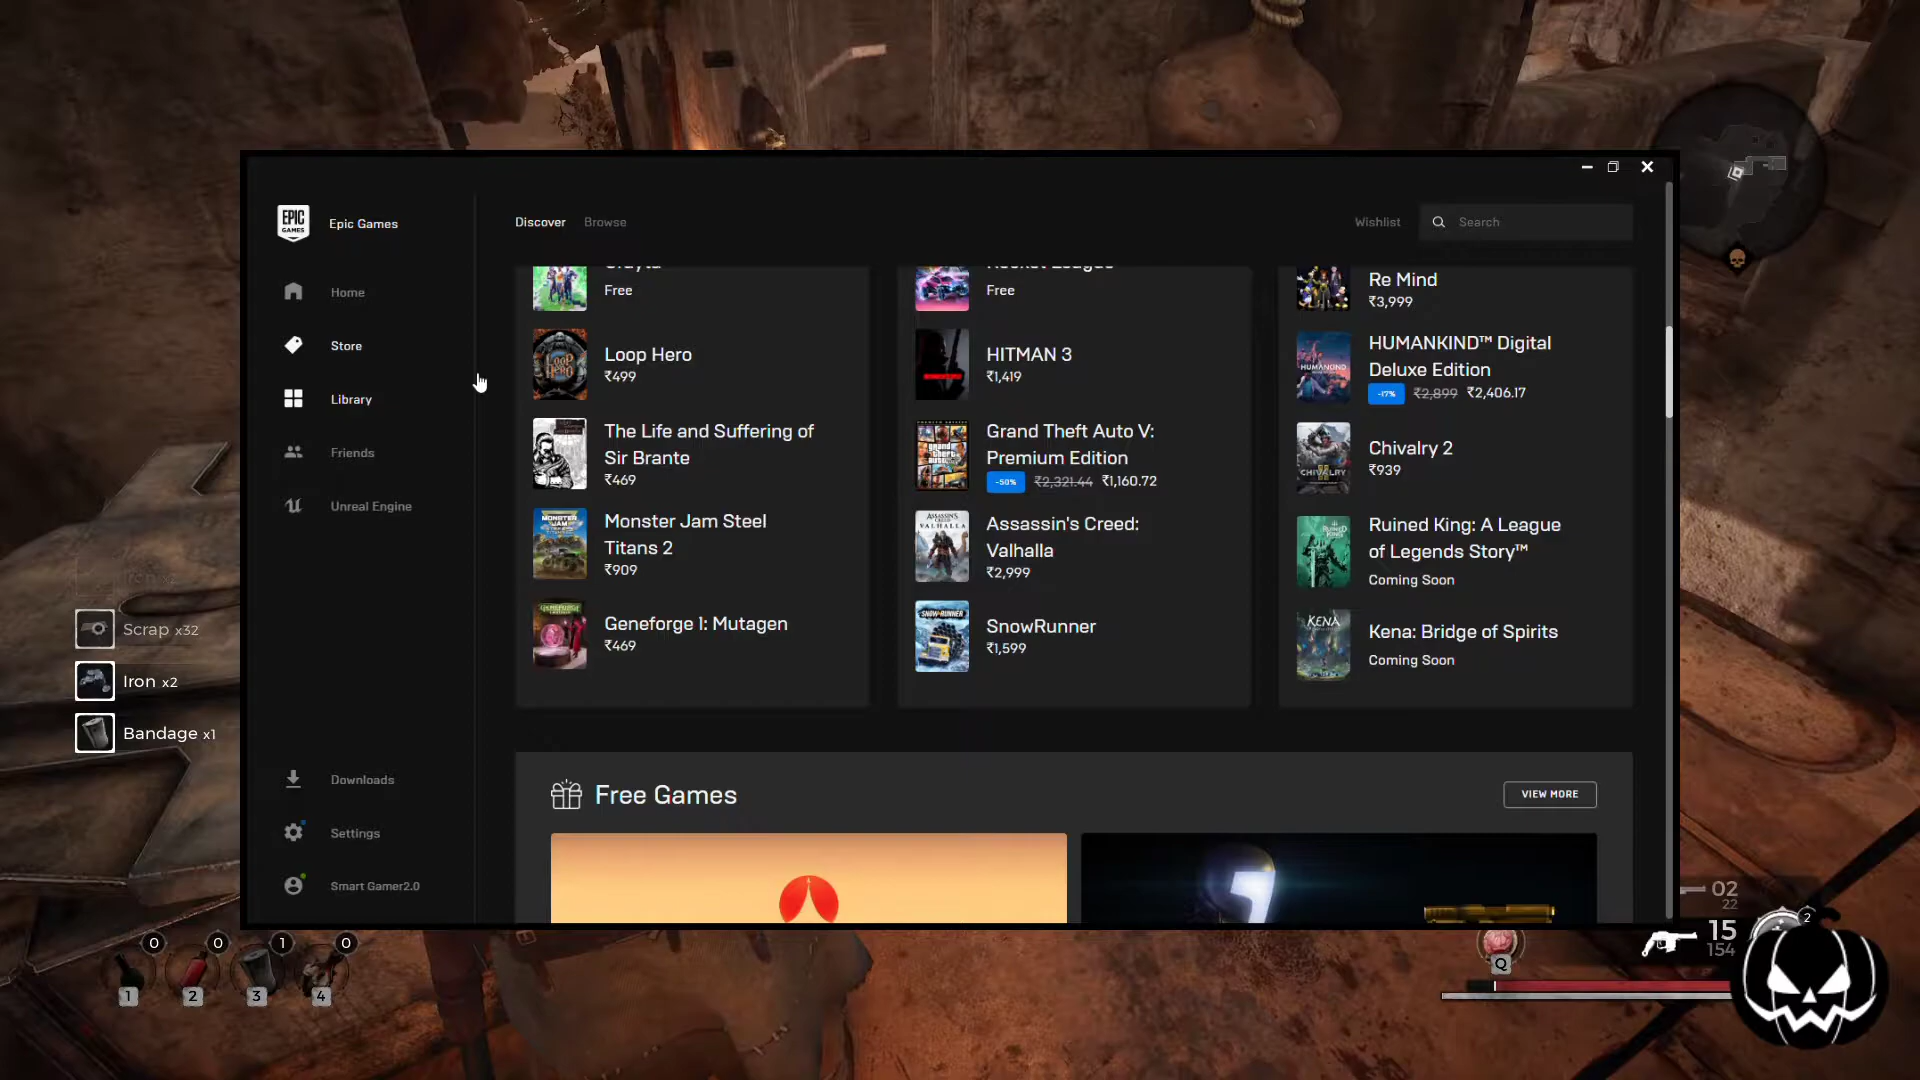 EPIC
GAMES
Epic Games
Discover
Browse
Wishlist
Search
Home
Store
Library
Friends
Unreal Engine
Downloads
Settings
Smart Gamer2.0
Free
Loop Hero
₹499
The Life and Suffering of
Sir Brante
₹469
Monster Jam Steel
Titans 2
₹909
Geneforge 1: Mutagen
₹469
Rocket League
Free
HITMAN 3
₹1,419
Grand Theft Auto V:
Premium Edition
-50% ₹2,321.44 ₹1,160.72
Assassin's Creed:
Valhalla
₹2,999
SnowRunner
₹1,599
Re Mind
₹3,999
HUMANKIND™ Digital
Deluxe Edition
-17% ₹2,899 ₹2,406.17
Chivalry 2
₹939
Ruined King: A League
of Legends Story™
Coming Soon
Kena: Bridge of Spirits
Coming Soon
Free Games
VIEW MORE
Iron x2
Scrap x32
Iron x2
Bandage x1
0 0 1 0
1 2 3 4
02
22
15
154
2
Q